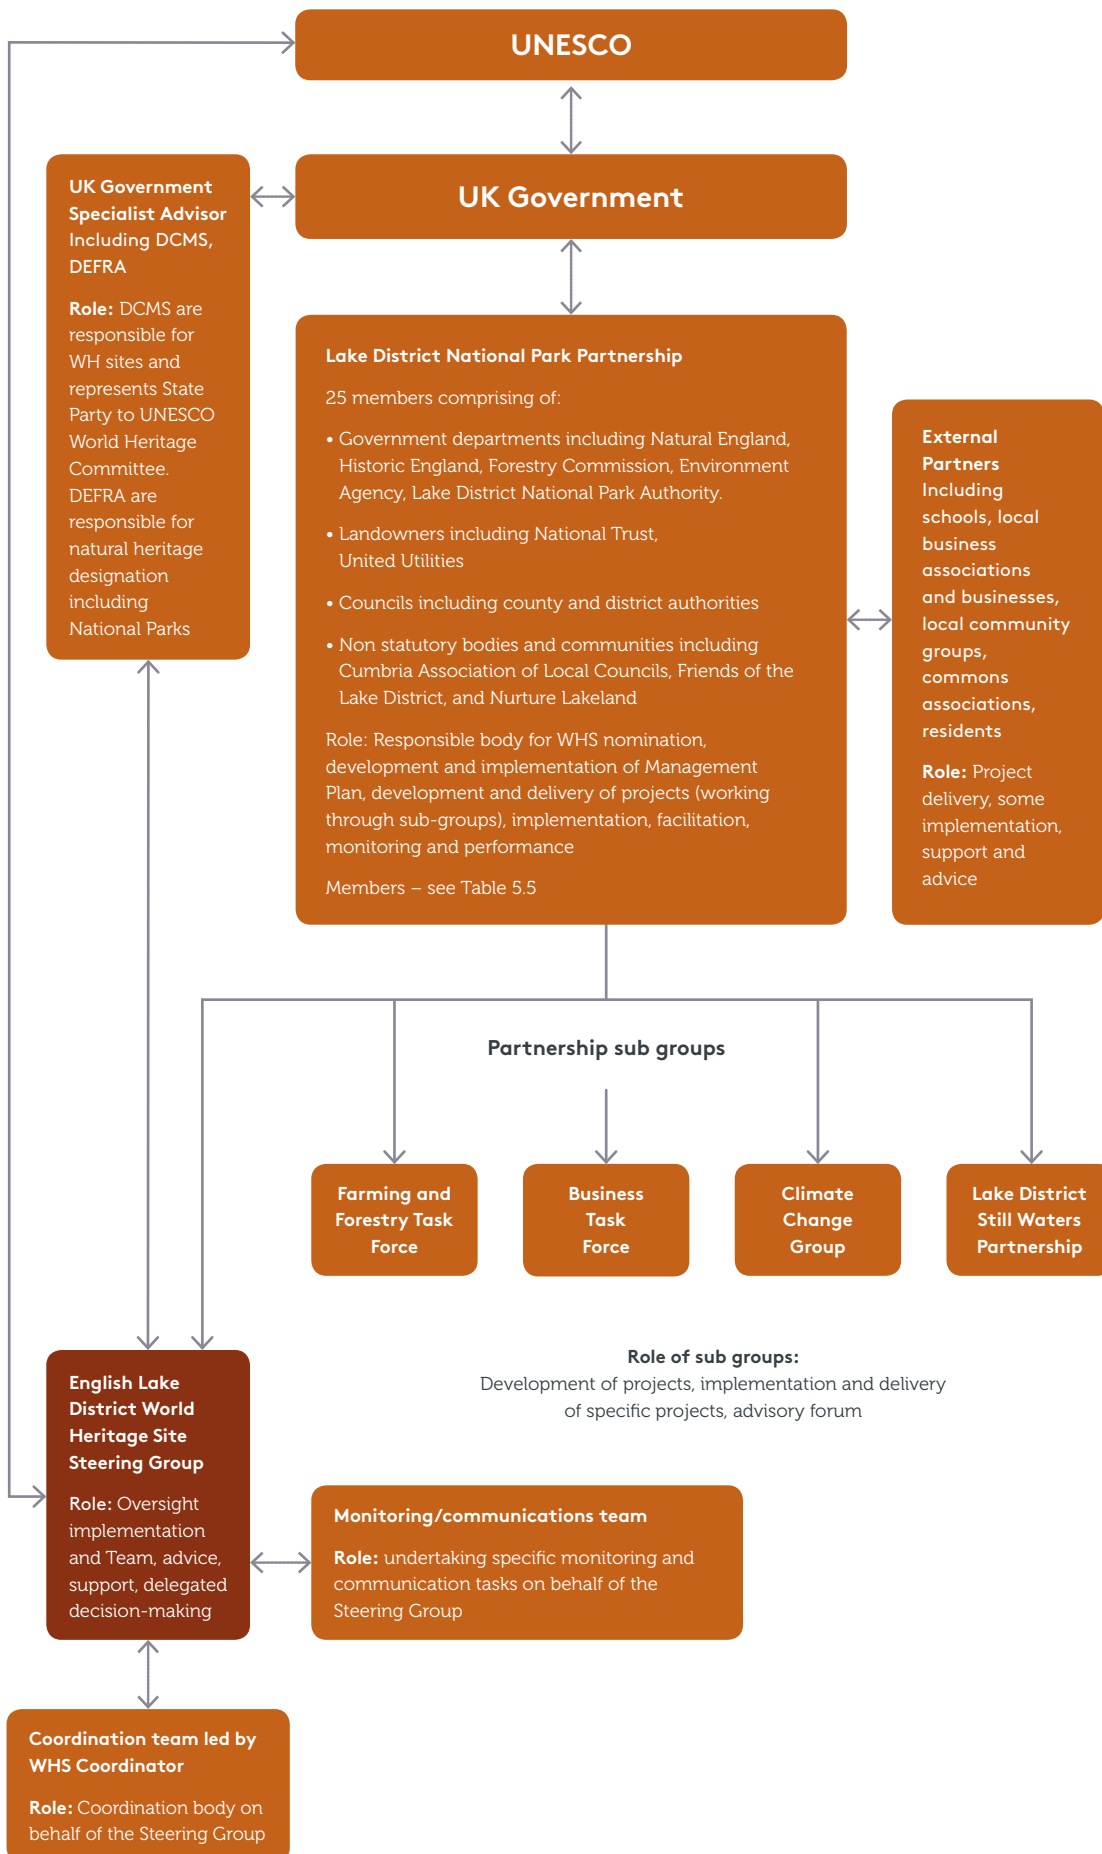 UNESCO
UK Government
Specialist Advisor
Including DCMS,
DEFRA
Role: DCMS are
responsible for
WH sites and
represents State
Party to UNESCO
World Heritage
Committee.
DEFRA are
responsible for
natural heritage
designation
including
National Parks
UK Government
Lake District National Park Partnership
25 members comprising of:
• Government departments including Natural England,
Historic England, Forestry Commission, Environment
Agency, Lake District National Park Authority.
• Landowners including National Trust,
United Utilities
• Councils including county and district authorities
• Non statutory bodies and communities including
Cumbria Association of Local Councils, Friends of the
Lake District, and Nurture Lakeland
Role: Responsible body for WHS nomination,
development and implementation of Management
Plan, development and delivery of projects (working
through sub-groups), implementation, facilitation,
monitoring and performance
Members – see Table 5.5
External
Partners
Including
schools, local
business
associations
and businesses,
local community
groups,
commons
associations,
residents
Role: Project
delivery, some
implementation,
support and
advice
Partnership sub groups
Farming and
Forestry Task
Force
Business
Task
Force
Climate
Change
Group
Lake District
Still Waters
Partnership
Role of sub groups:
Development of projects, implementation and delivery
of specific projects, advisory forum
English Lake
District World
Heritage Site
Steering Group
Role: Oversight
implementation
and Team, advice,
support, delegated
decision-making
Monitoring/communications team
Role: undertaking specific monitoring and
communication tasks on behalf of the
Steering Group
Coordination team led by
WHS Coordinator
Role: Coordination body on
behalf of the Steering Group